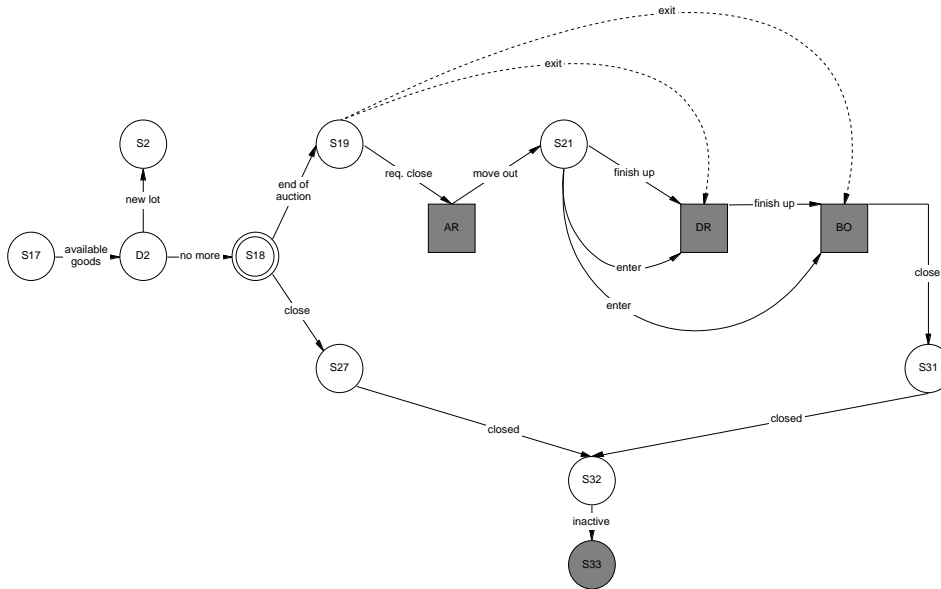 exit
exit
S2
S19
S21
req. close
move out
finish up
end of
auction
new lot
AR
DR
finish up
BO
S17
available
goods
D2
no more
S18
enter
close
enter
close
S27
S31
closed
closed
S32
inactive
S33